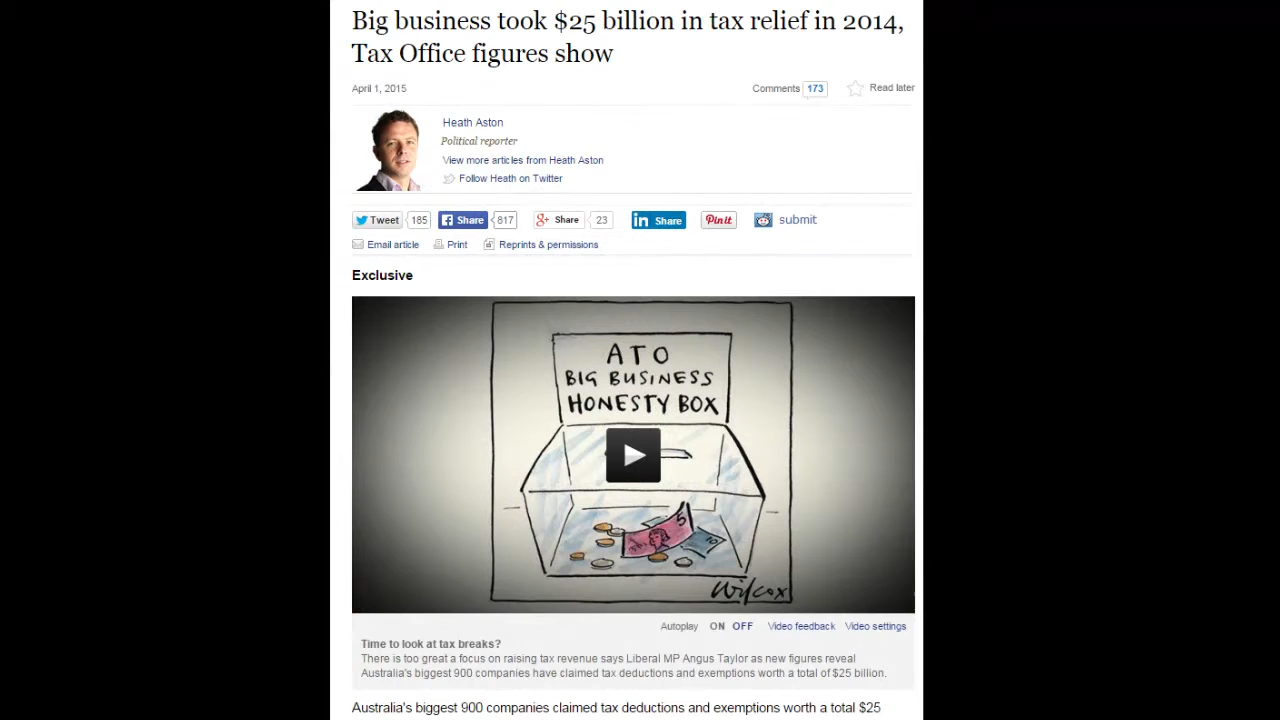 Big business took $25 billion in tax relief in 2014,
Tax Office figures show
April 1, 2015
Comments 173 Read later
Heath Aston
Political reporter
View more articles from Heath Aston
Follow Heath on Twitter
Tweet 185 Share 817 Share 23 in Share Pinit submit
Email article Print Reprints & permissions
Exclusive
ATO
BIG BUSINESS
HONESTY BOX
5
10
Wilcox
Autoplay ON OFF Video feedback Video settings
Time to look at tax breaks?
There is too great a focus on raising tax revenue says Liberal MP Angus Taylor as new figures reveal
Australia's biggest 900 companies have claimed tax deductions and exemptions worth a total of $25 billion.
Australia's biggest 900 companies claimed tax deductions and exemptions worth a total $25